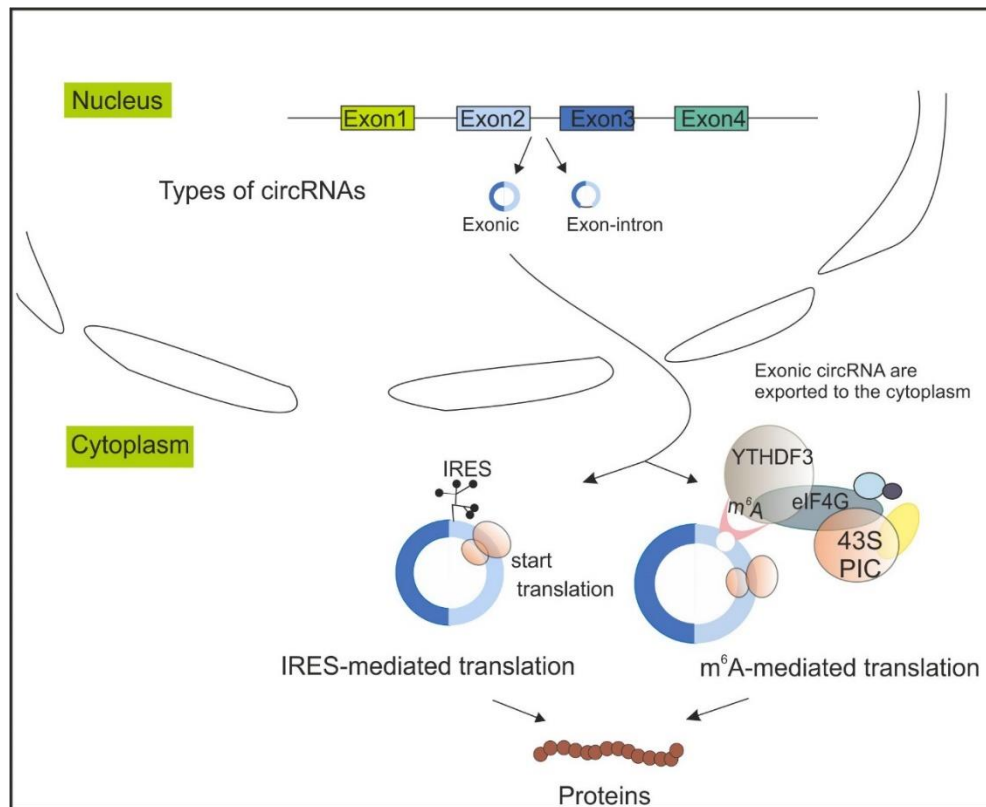 Nucleus
Exon1
Exon2
Exon3
Exon4
Types of circRNAs
Exonic
Exon-intron
Exonic circRNA are
exported to the cytoplasm
Cytoplasm
IRES
start
translation
YTHDF3
m⁶A
eIF4G
43S
PIC
IRES-mediated translation
m⁶A-mediated translation
Proteins